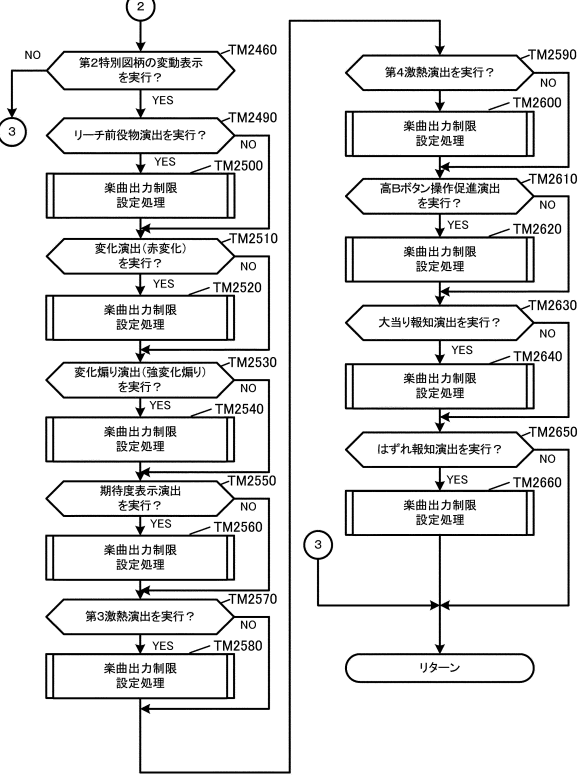 2
TM2460
第2特別図柄の変動表示
を実行？
NO
YES
3
TM2490
リーチ前役物演出を実行？
NO
YES
TM2500
楽曲出力制限
設定処理
TM2510
変化演出(赤変化)
を実行？
NO
YES
TM2520
楽曲出力制限
設定処理
TM2530
変化煽り演出(強変化煽り)
を実行？
NO
YES
TM2540
楽曲出力制限
設定処理
TM2550
期待度表示演出
を実行？
NO
YES
TM2560
楽曲出力制限
設定処理
TM2570
第3激熱演出を実行？
NO
YES
TM2580
楽曲出力制限
設定処理
TM2590
第4激熱演出を実行？
NO
TM2600
楽曲出力制限
設定処理
TM2610
高Bボタン操作促進演出
を実行？
NO
YES
TM2620
楽曲出力制限
設定処理
TM2630
大当り報知演出を実行？
NO
YES
TM2640
楽曲出力制限
設定処理
TM2650
はずれ報知演出を実行？
NO
YES
TM2660
楽曲出力制限
設定処理
3
リターン